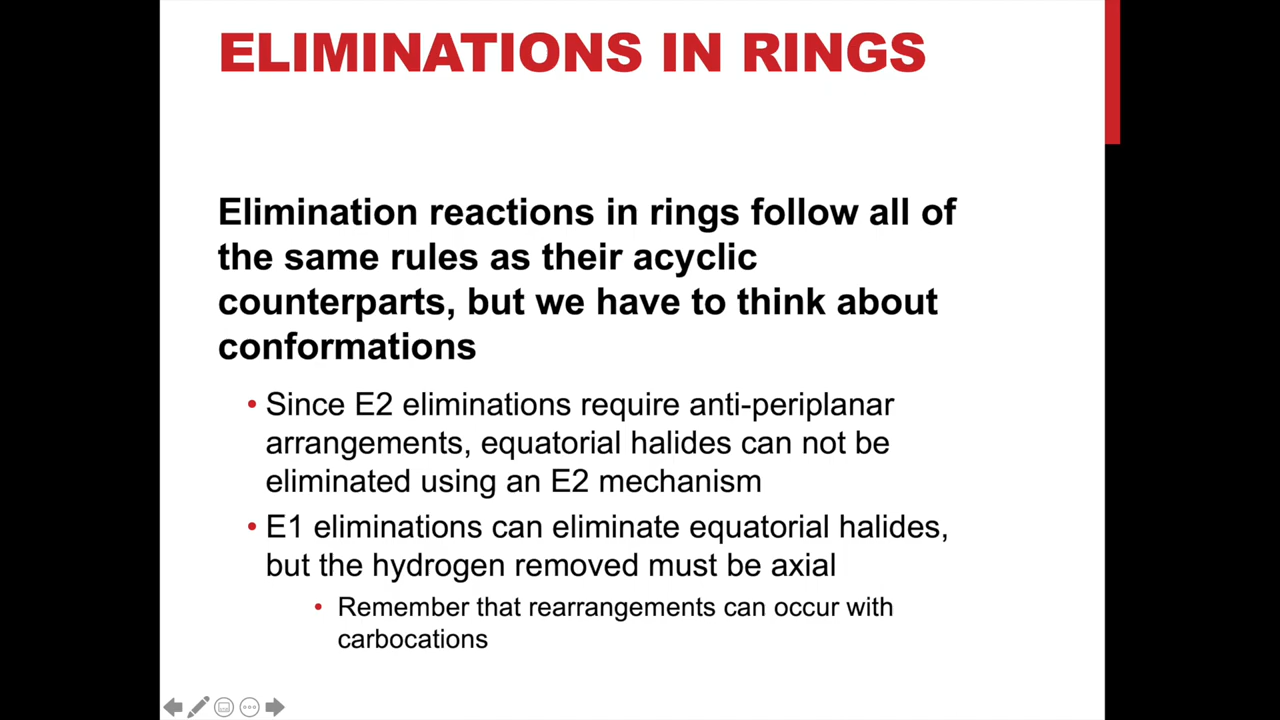 ELIMINATIONS IN RINGS
Elimination reactions in rings follow all of
the same rules as their acyclic
counterparts, but we have to think about
conformations
• Since E2 eliminations require anti-periplanar
arrangements, equatorial halides can not be
eliminated using an E2 mechanism
• E1 eliminations can eliminate equatorial halides,
but the hydrogen removed must be axial
• Remember that rearrangements can occur with
carbocations